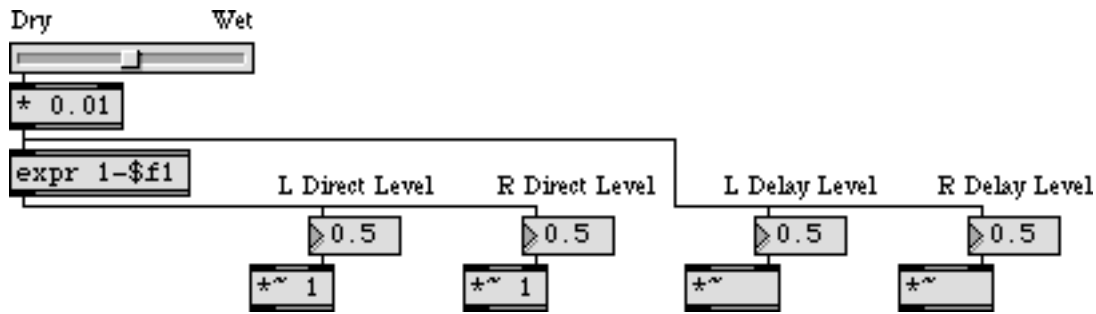 Dry Wet
* 0.01
expr 1-$f1
L Direct Level R Direct Level L Delay Level R Delay Level
0.5 0.5 0.5 0.5
*~ 1 *~ 1 *~ *~